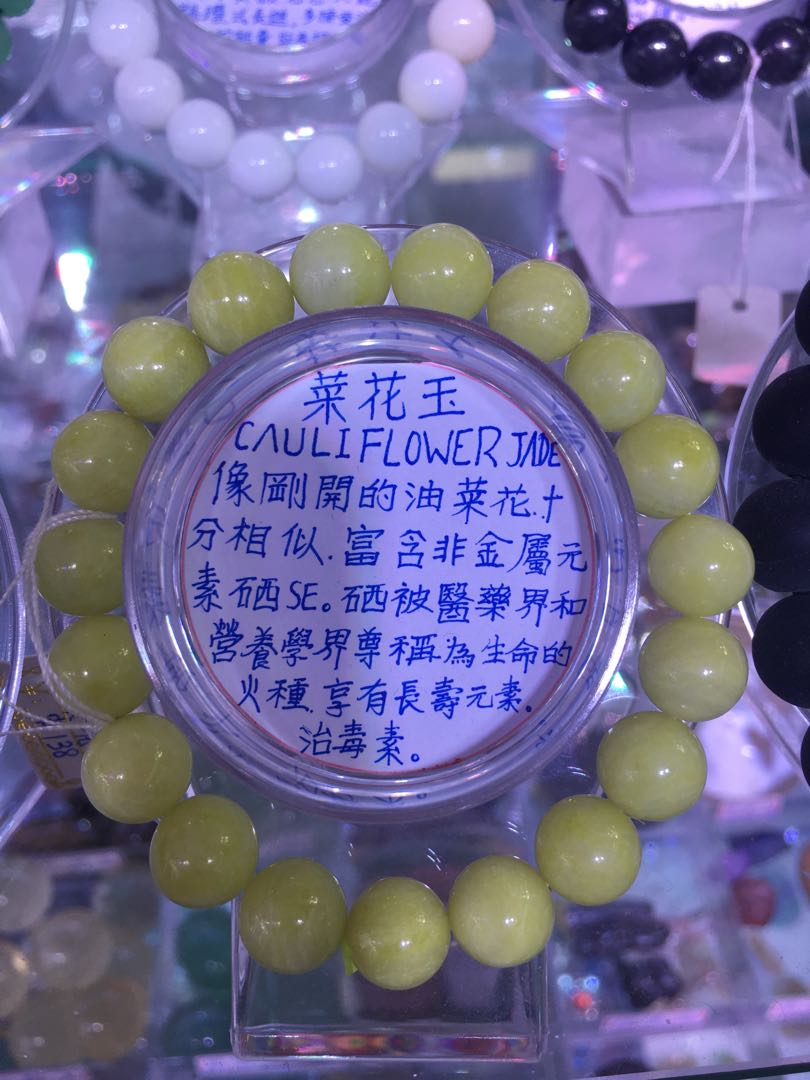 菜花玉
CAULIFLOWER JADE
像剛開的油菜花.十
分相似.富含非金屬元
素硒SE。硒被醫藥界和
營養學界尊稱為生命的
火種.享有長壽元素。
治毒素。
138